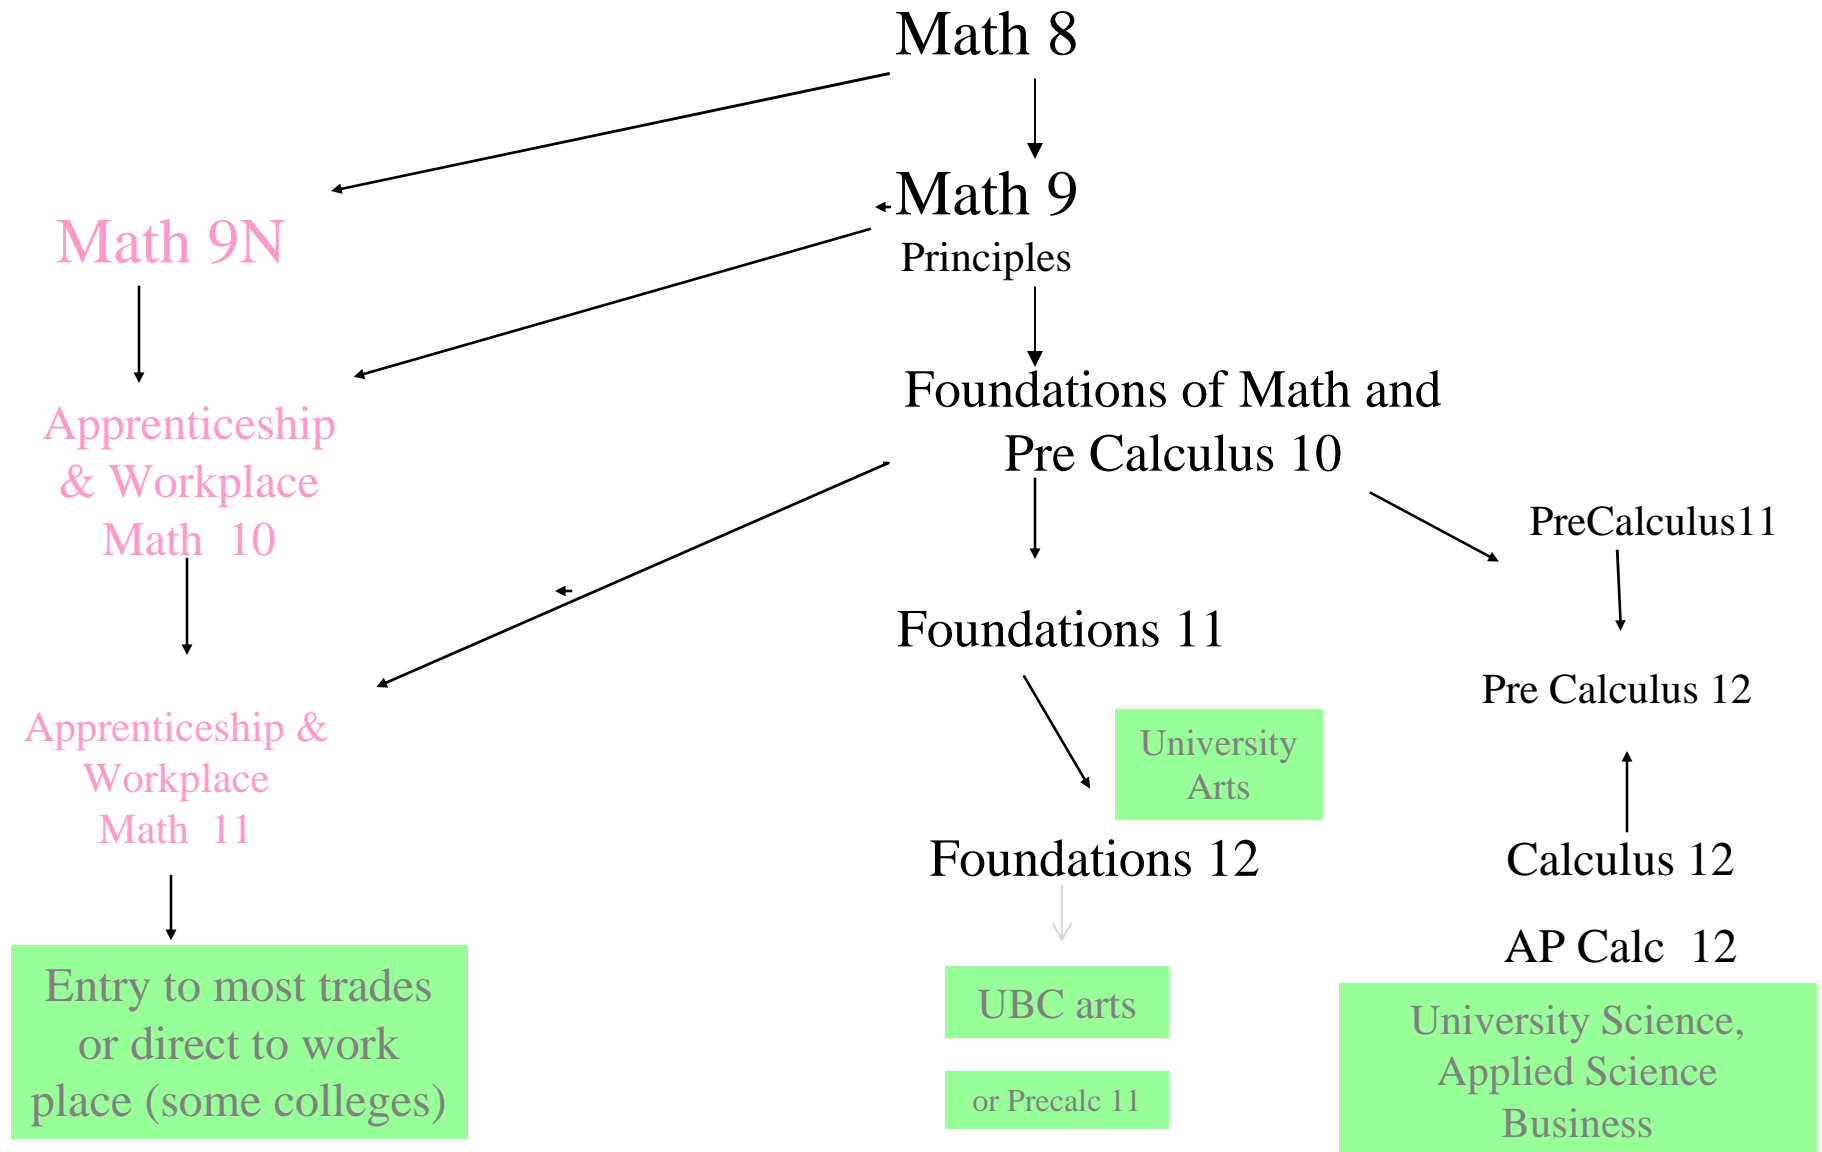 Math 8
Math 9
Principles
Math 9N
Foundations of Math and
Pre Calculus 10
Apprenticeship
& Workplace
Math  10
PreCalculus11
Foundations 11
Pre Calculus 12
Apprenticeship &
Workplace
Math  11
University
Arts
Foundations 12
Calculus 12
AP Calc  12
Entry to most trades
or direct to work
place (some colleges)
UBC arts
or Precalc 11
University Science,
Applied Science
Business